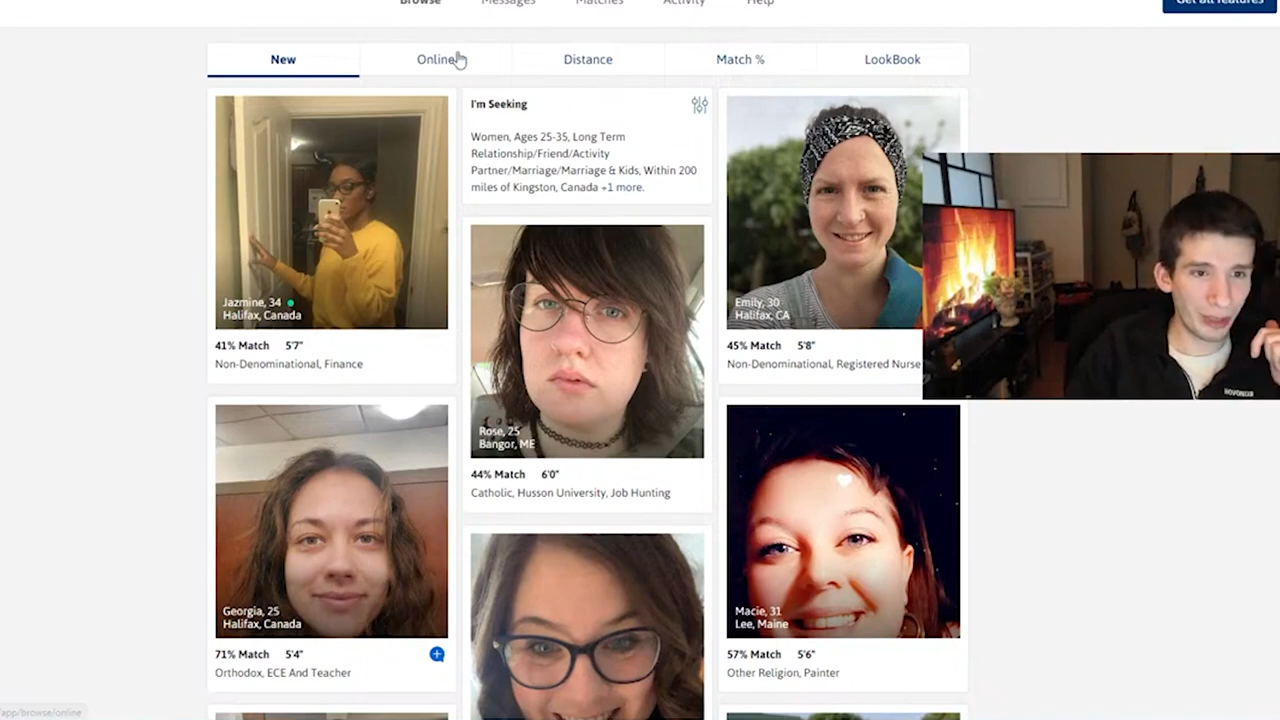 Browse
Messages
Matches
Activity
Help
Get all features
New
Online
Distance
Match %
LookBook
Jazmine, 34
Halifax, Canada
41% Match 5'7"
Non-Denominational, Finance
I'm Seeking
Women, Ages 25-35, Long Term
Relationship/Friend/Activity
Partner/Marriage/Marriage & Kids, Within 200
miles of Kingston, Canada +1 more.
Rose, 25
Bangor, ME
44% Match 6'0"
Catholic, Husson University, Job Hunting
Emily, 30
Halifax, CA
45% Match 5'8"
Non-Denominational, Registered Nurse
Georgia, 25
Halifax, Canada
71% Match 5'4"
Orthodox, ECE And Teacher
Macie, 31
Lee, Maine
57% Match 5'6"
Other Religion, Painter
/app/browse/online